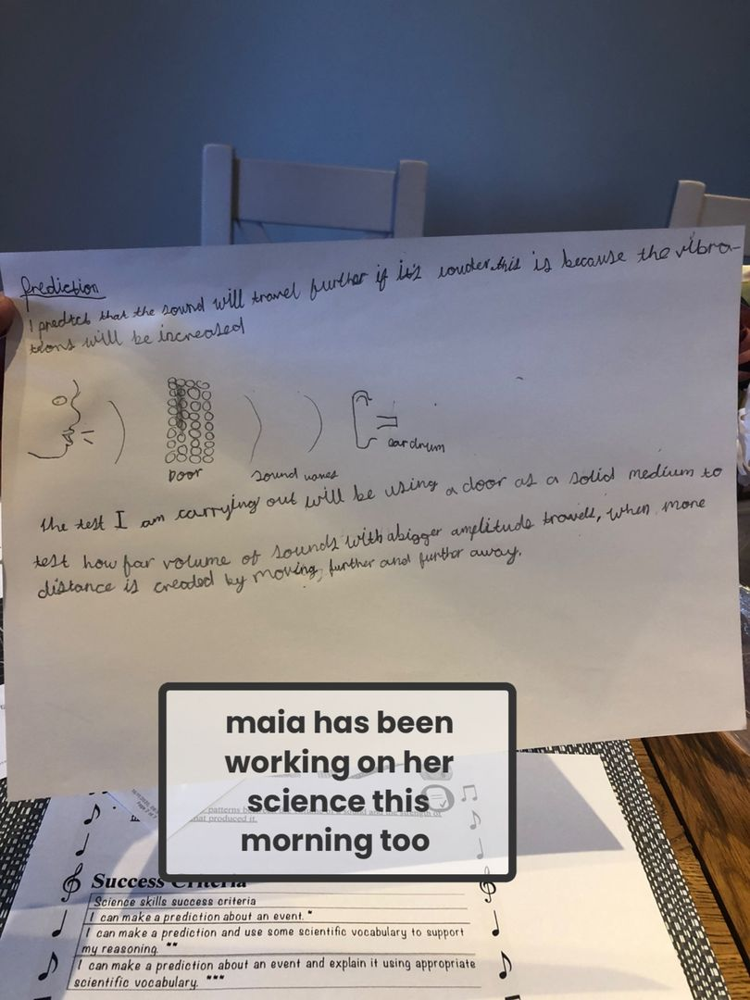 Prediction
I predict that the sound will travel further if it's louder this is because the vibra-
tions will be increased
Door
sound waves
ear drum
the test I am carrying out will be using a door as a solid medium to
test how far volume of sounds with a bigger amplitude travels, when more
distance is created by moving, further and further away.
maia has been
working on her
science this
morning too
patterns
that produced it.
Success Criteria
Science skills success criteria
I can make a prediction about an event. *
I can make a prediction and use some scientific vocabulary to support
my reasoning. **
I can make a prediction about an event and explain it using appropriate
scientific vocabulary. ***